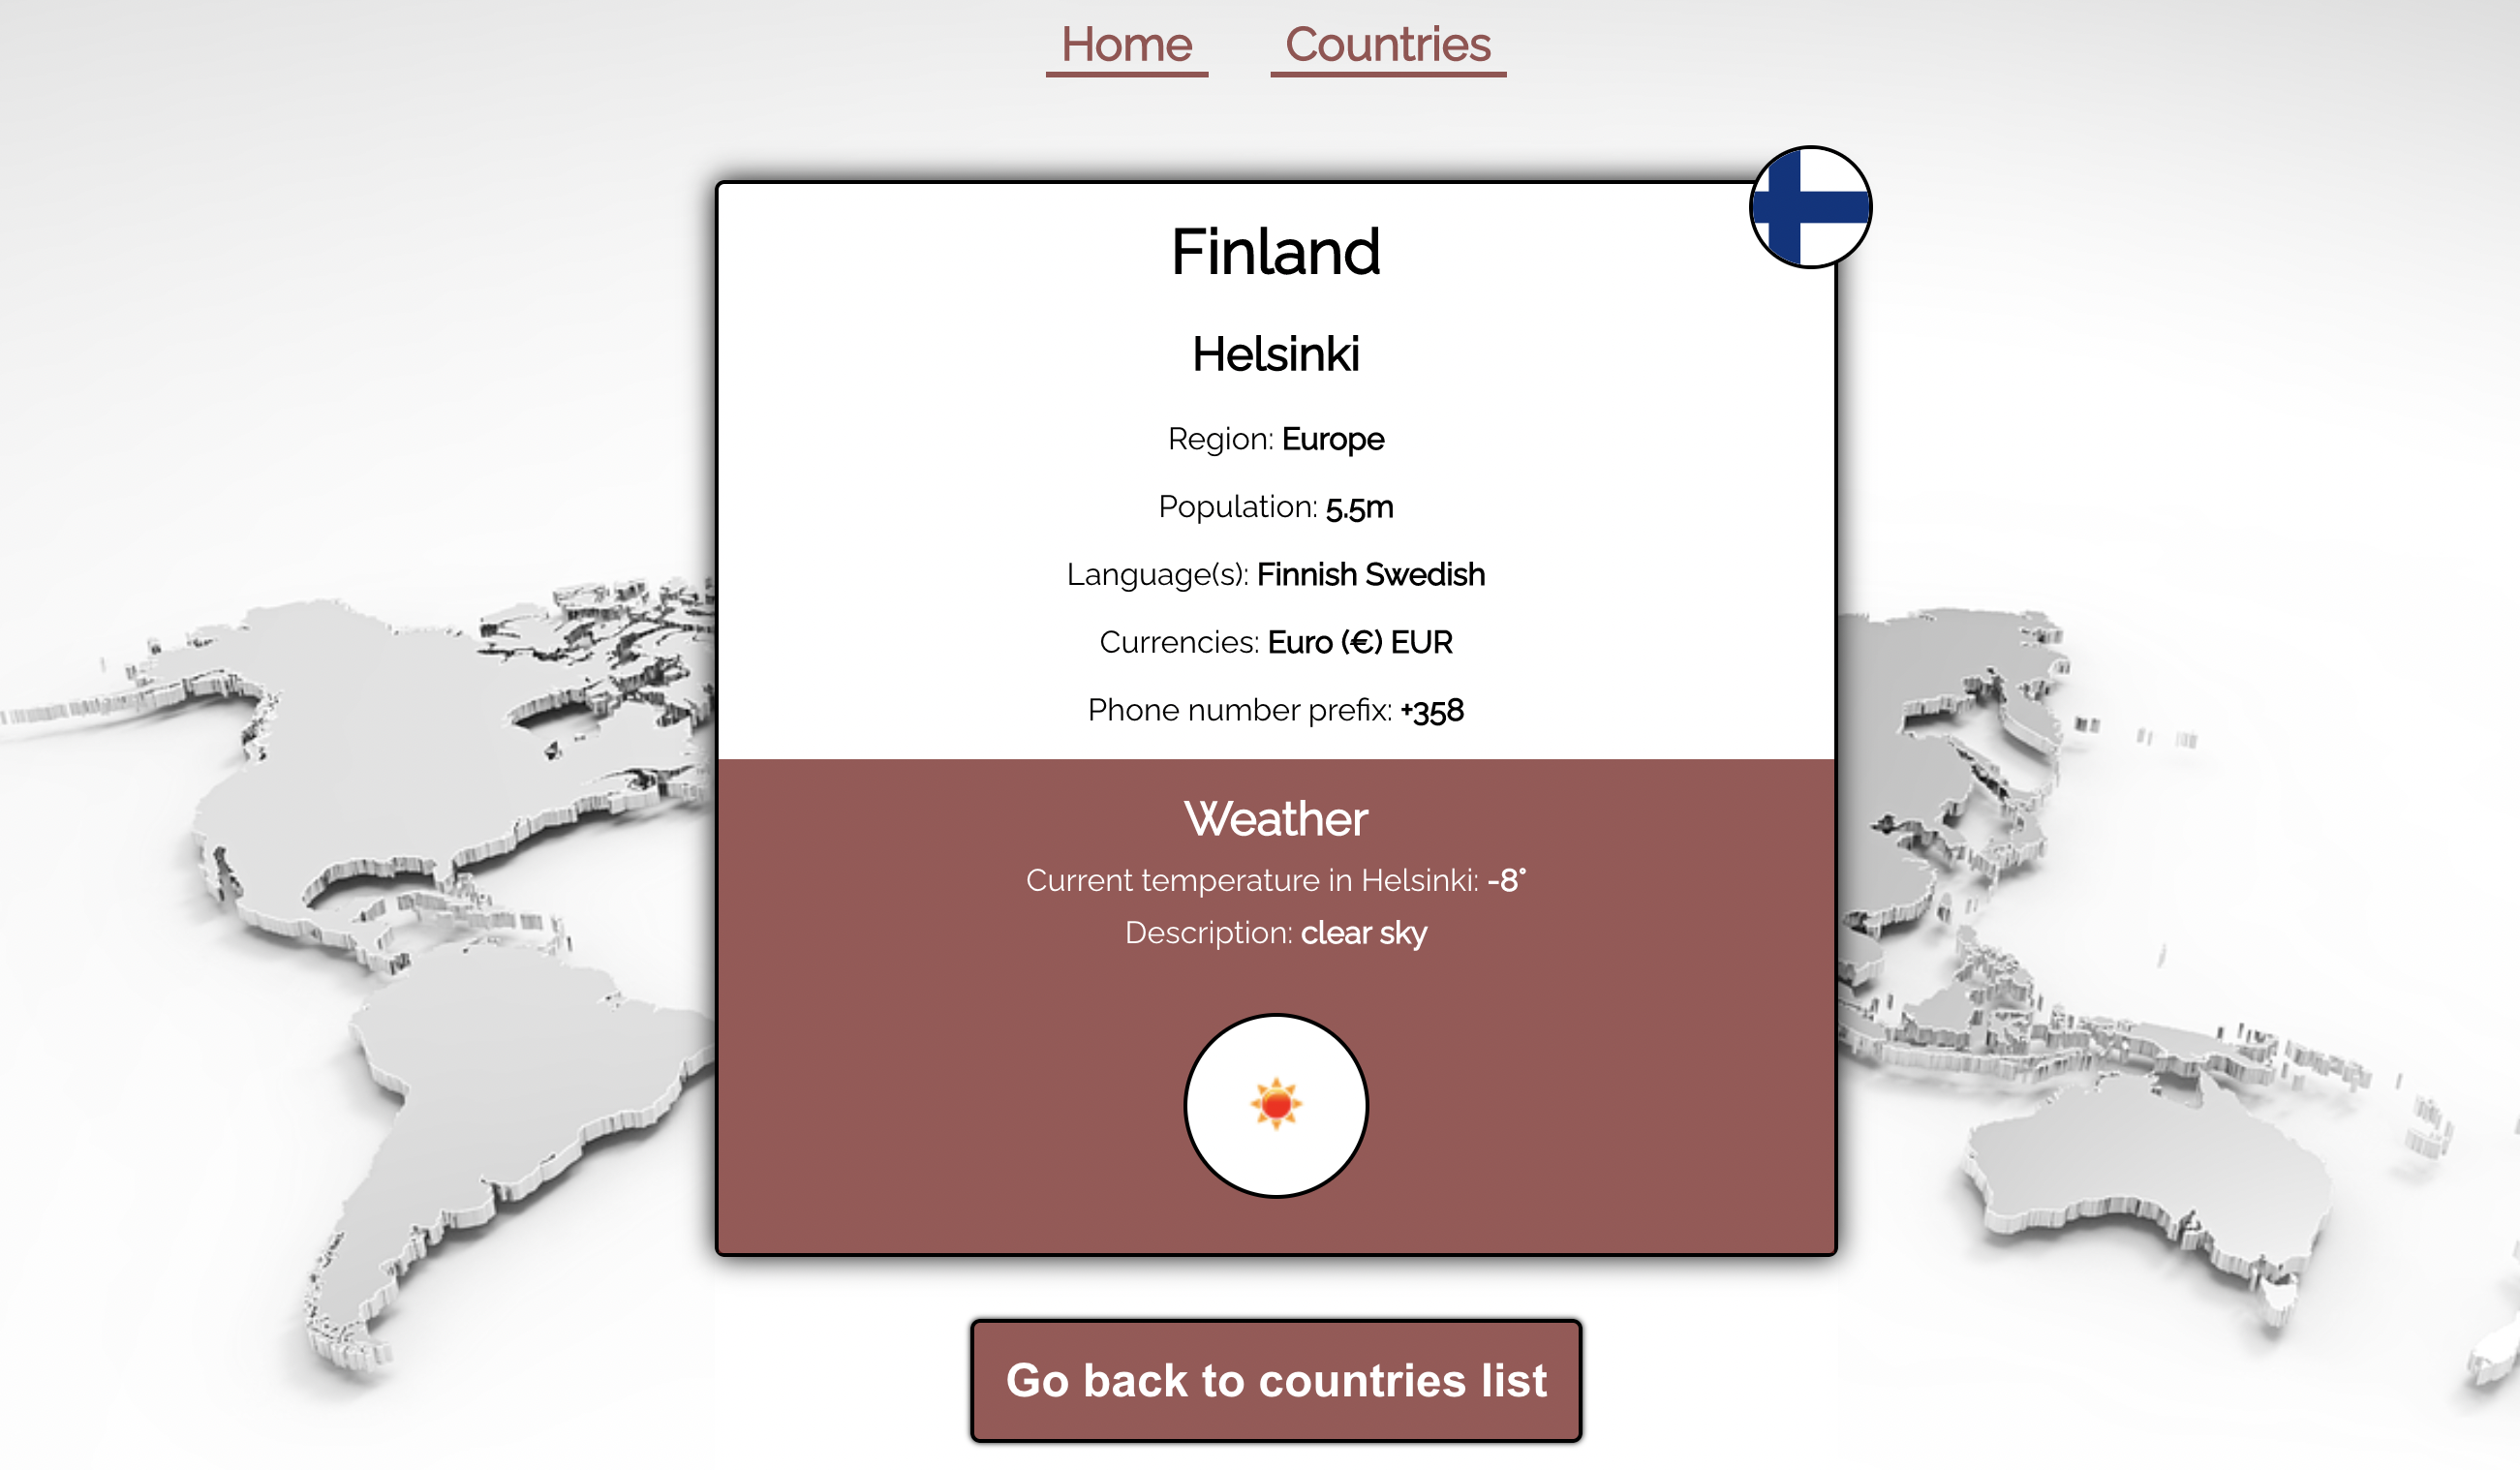 Home Countries
Finland
Helsinki
Region: Europe
Population: 5.5m
Language(s): Finnish Swedish
Currencies: Euro (€) EUR
Phone number prefix: +358
Weather
Current temperature in Helsinki: -8°
Description: clear sky
Go back to countries list